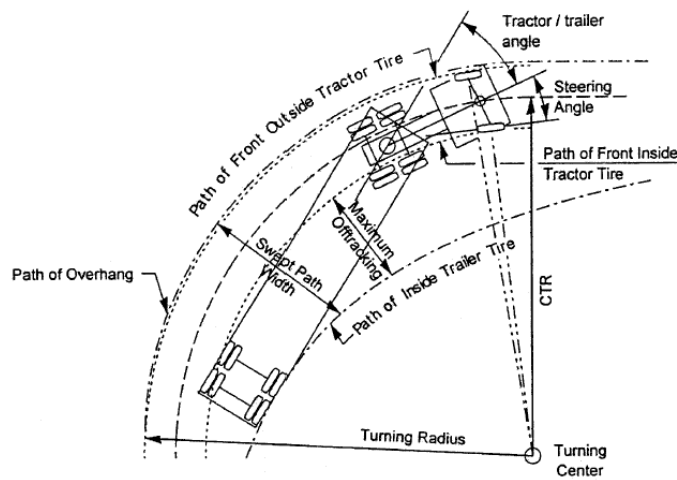 Tractor / trailer
angle
Path of Front Outside Tractor Tire
Steering
Angle
Path of Front Inside
Tractor Tire
Maximum
Offtracking
Swept Path
Width
Path of Overhang
Path of Inside Trailer Tire
CTR
Turning Radius
Turning
Center